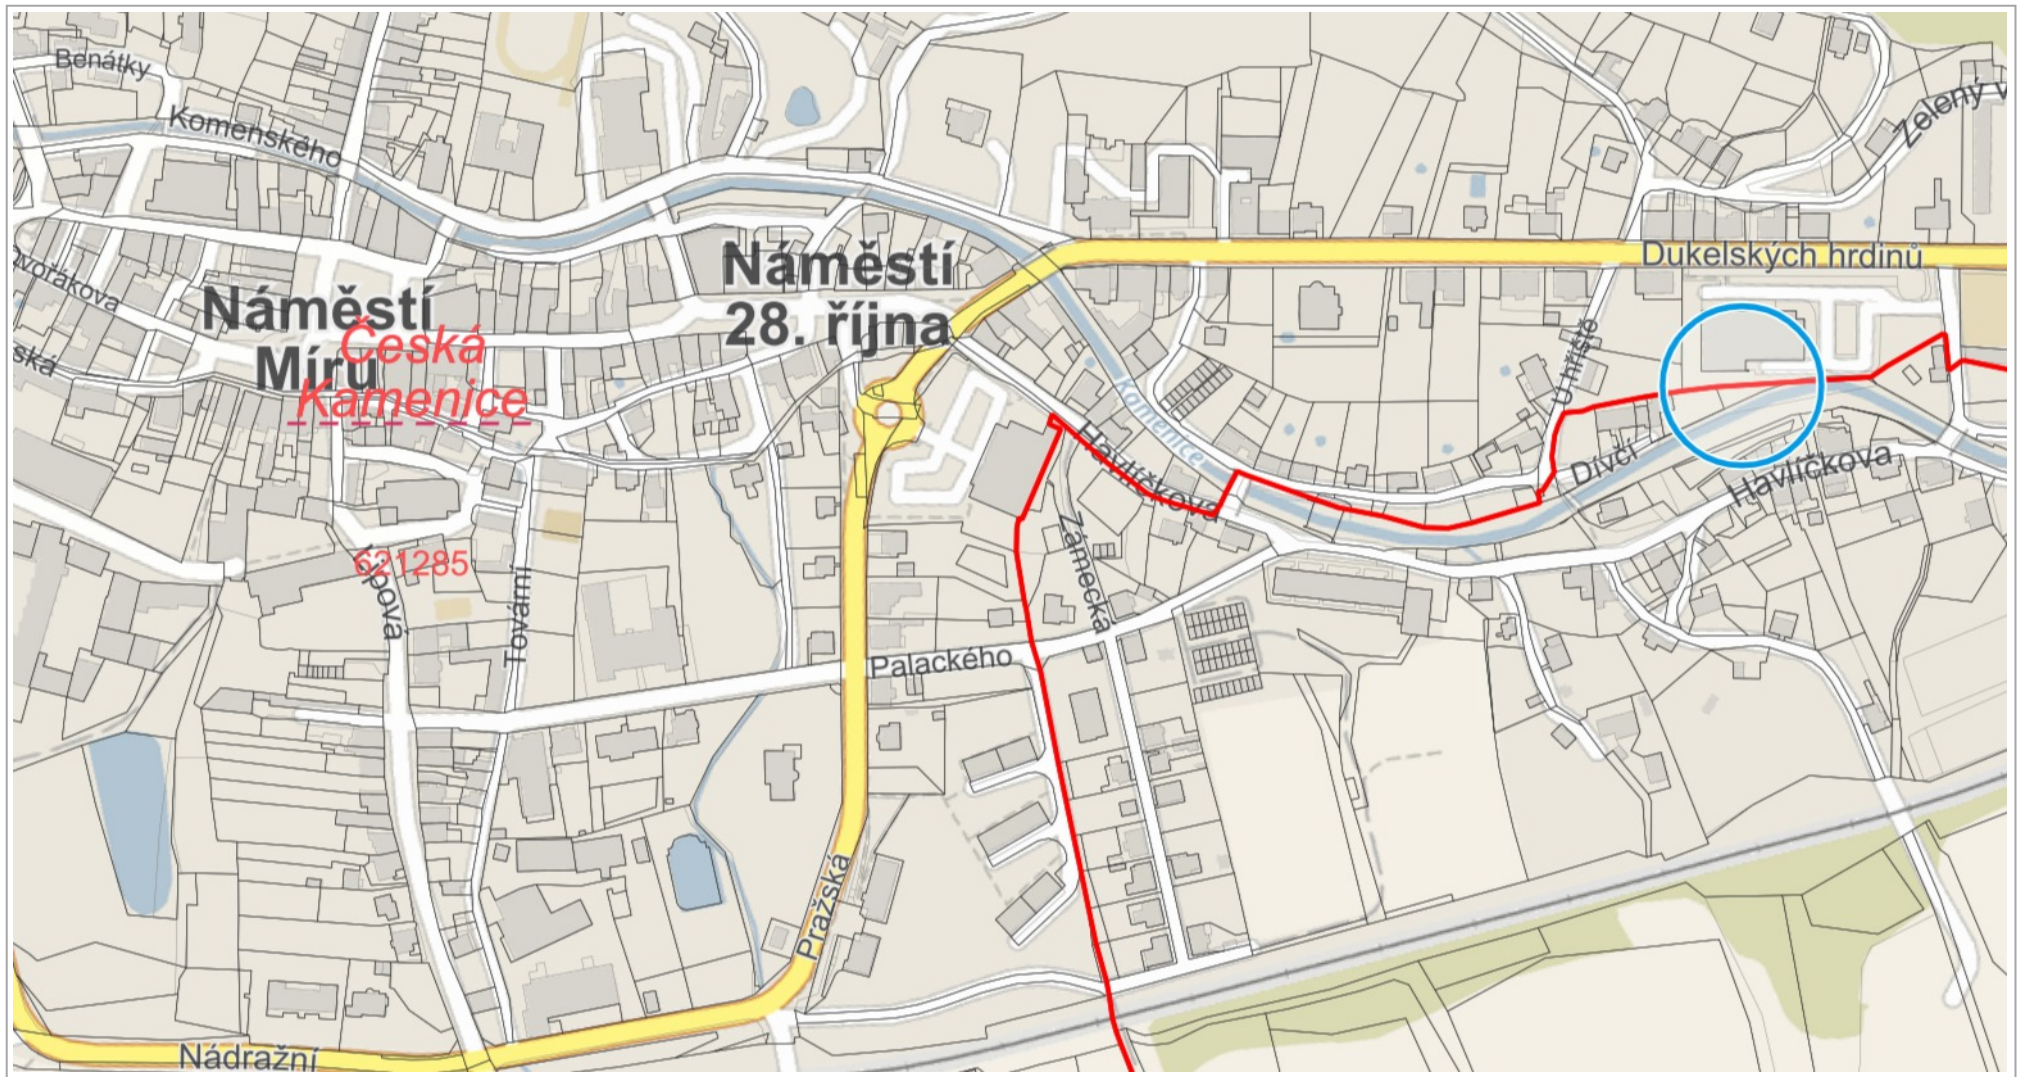 Benátky
Komenského
Zelený v
Dukelských hrdinů
Náměstí
28. října
Náměstí
Míru
Česká
Kamenice
vořákova
ská
U hřiště
Kamenice
Havlíčkova
Dívčí
Havlíčkova
Zámecká
621285
Lipová
Tovární
Palackého
Pražská
Nádražní